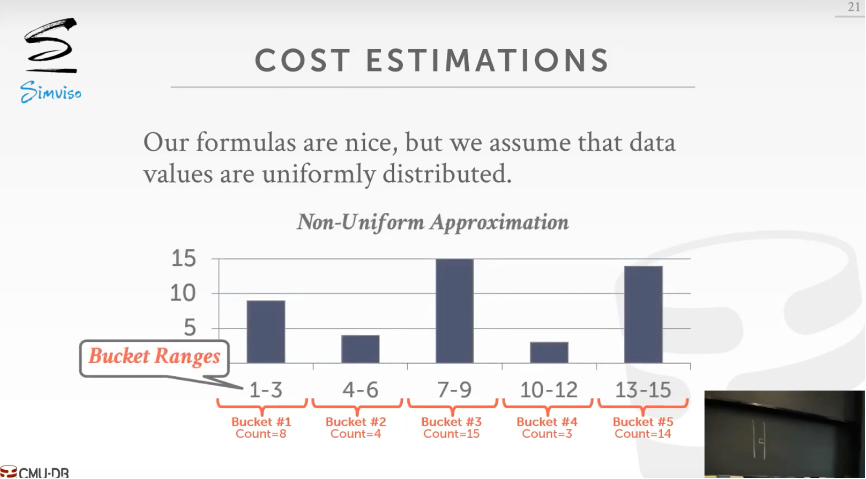 21
Simviso
COST ESTIMATIONS
Our formulas are nice, but we assume that data
values are uniformly distributed.
Non-Uniform Approximation
15
10
5
Bucket Ranges
1-3 4-6 7-9 10-12 13-15
Bucket #1 Bucket #2 Bucket #3 Bucket #4 Bucket #5
Count=8 Count=4 Count=15 Count=3 Count=14
CMU·DB